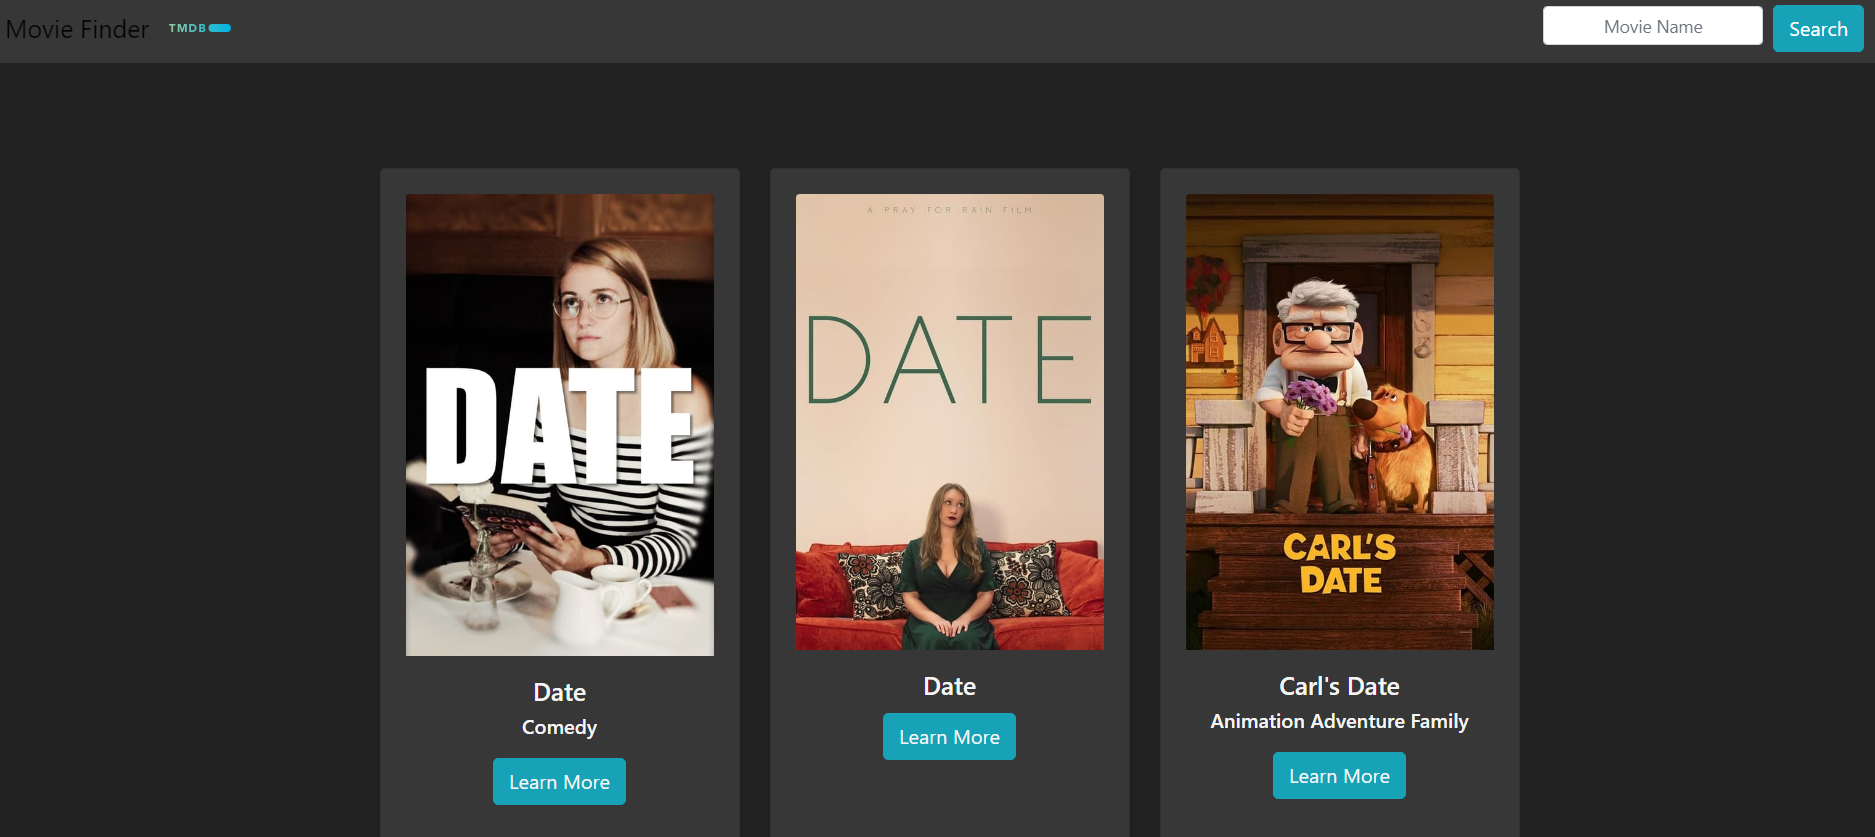 Movie Finder
TMDB
Movie Name
Search
DATE
A PRAY FOR RAIN FILM
DATE
CARL'S
DATE
Date
Comedy
Learn More
Date
Learn More
Carl's Date
Animation Adventure Family
Learn More